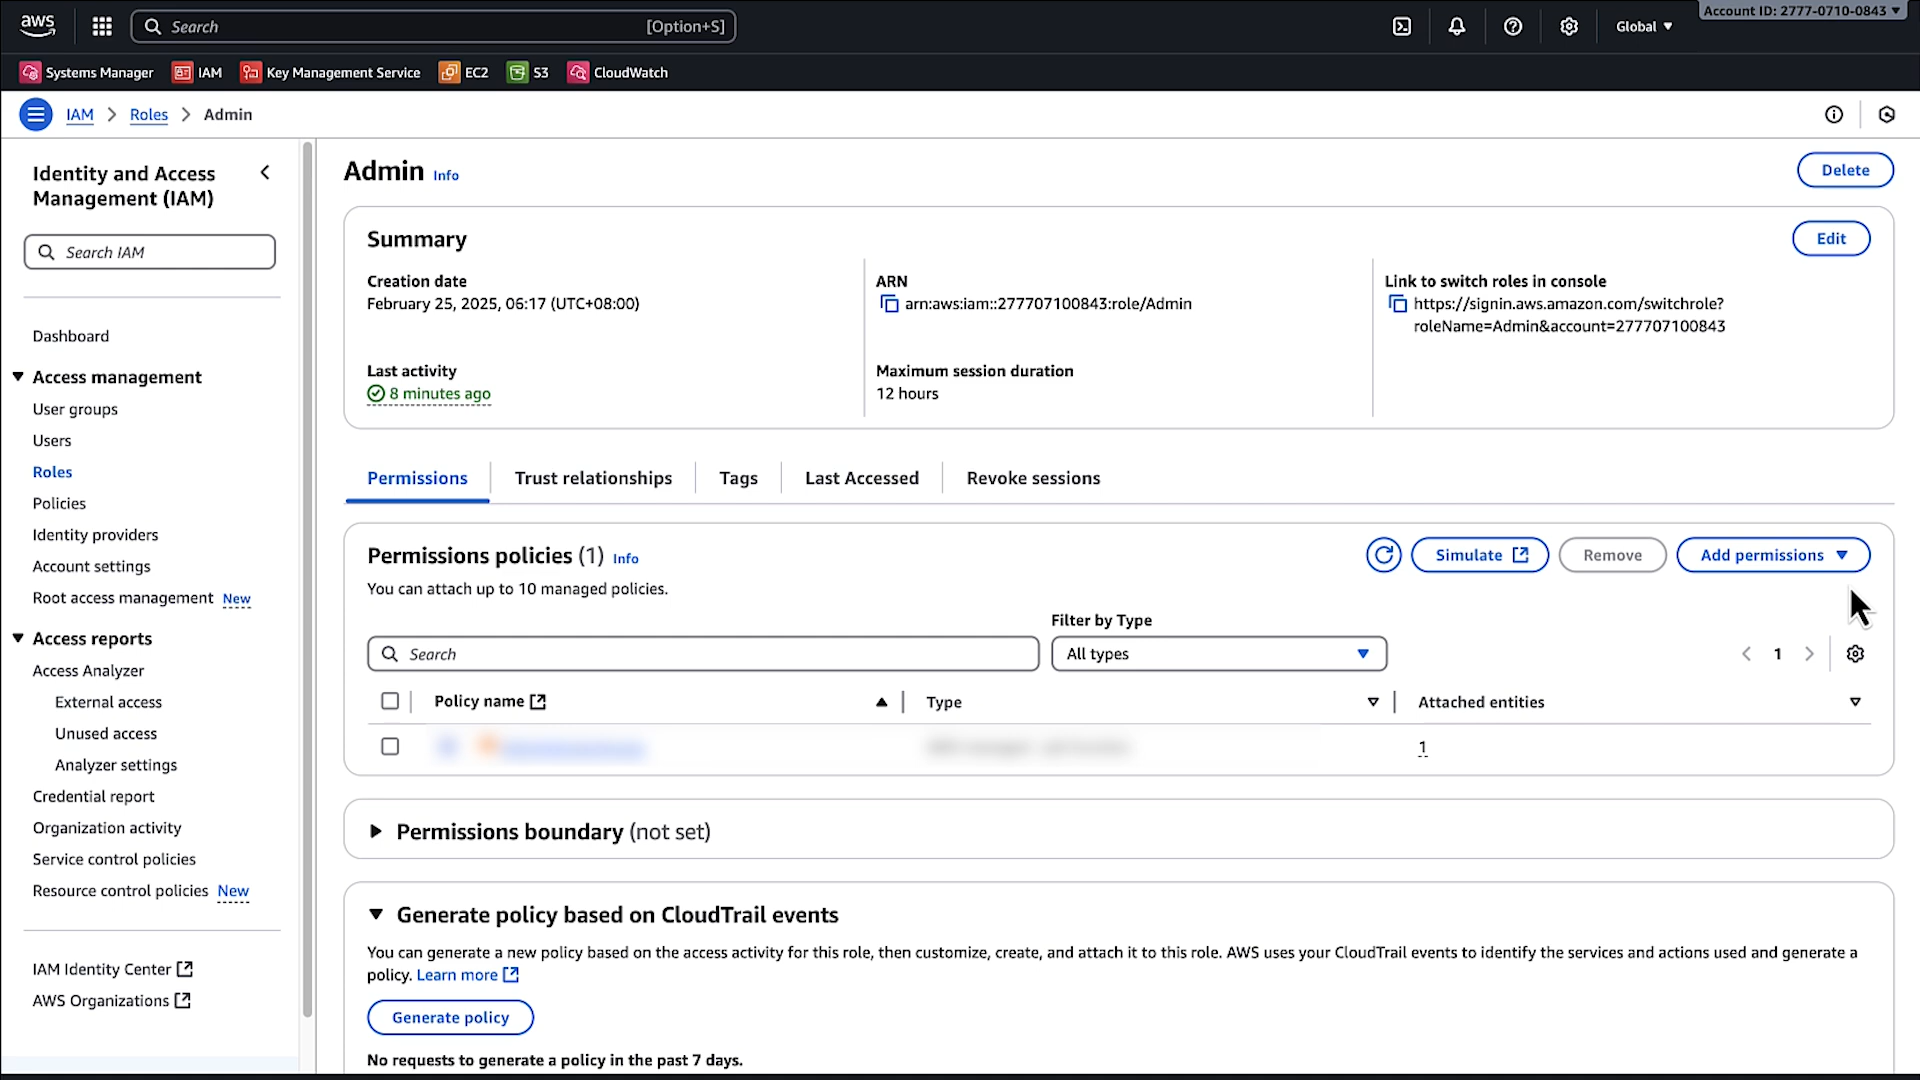 aws
Search
[Option+S]
Global
Account ID: 2777-0710-0843
Systems Manager
IAM
Key Management Service
EC2
S3
CloudWatch
IAM
Roles
Admin
Identity and Access
Management (IAM)
Search IAM
Dashboard
Access management
User groups
Users
Roles
Policies
Identity providers
Account settings
Root access management New
Access reports
Access Analyzer
External access
Unused access
Analyzer settings
Credential report
Organization activity
Service control policies
Resource control policies New
IAM Identity Center
AWS Organizations
Admin Info
Delete
Summary
Edit
Creation date
February 25, 2025, 06:17 (UTC+08:00)
ARN
arn:aws:iam::277707100843:role/Admin
Link to switch roles in console
https://signin.aws.amazon.com/switchrole?
roleName=Admin&account=277707100843
Last activity
8 minutes ago
Maximum session duration
12 hours
Permissions
Trust relationships
Tags
Last Accessed
Revoke sessions
Permissions policies (1) Info
Simulate
Remove
Add permissions
You can attach up to 10 managed policies.
Filter by Type
Search
All types
1
Policy name
Type
Attached entities
1
Permissions boundary (not set)
Generate policy based on CloudTrail events
You can generate a new policy based on the access activity for this role, then customize, create, and attach it to this role. AWS uses your CloudTrail events to identify the services and actions used and generate a
policy. Learn more
Generate policy
No requests to generate a policy in the past 7 days.